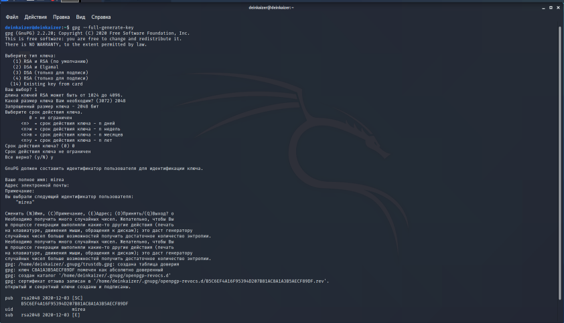 deinkaizer:~
Файл Действия Правка Вид Справка
deinkaizer@deinkaizer:~$ gpg --full-generate-key
gpg (GnuPG) 2.2.20; Copyright (C) 2020 Free Software Foundation, Inc.
This is free software: you are free to change and redistribute it.
There is NO WARRANTY, to the extent permitted by law.
Выберите тип ключа:
(1) RSA и RSA (по умолчанию)
(2) DSA и Elgamal
(3) DSA (только для подписи)
(4) RSA (только для подписи)
(14) Existing key from card
Ваш выбор? 1
длина ключей RSA может быть от 1024 до 4096.
Какой размер ключа Вам необходим? (3072) 2048
Запрошенный размер ключа - 2048 бит
Выберите срок действия ключа.
0 = не ограничен
<n> = срок действия ключа - n дней
<n>w = срок действия ключа - n недель
<n>m = срок действия ключа - n месяцев
<n>y = срок действия ключа - n лет
Срок действия ключа? (0) 0
Срок действия ключа не ограничен
Все верно? (y/N) y
GnuPG должен составить идентификатор пользователя для идентификации ключа.
Ваше полное имя: mirea
Адрес электронной почты:
Примечание:
Вы выбрали следующий идентификатор пользователя:
"mirea"
Сменить (N)Имя, (C)Примечание, (E)Адрес; (O)Принять/(Q)Выход? o
Необходимо получить много случайных чисел. Желательно, чтобы Вы
в процессе генерации выполняли какие-то другие действия (печать
на клавиатуре, движения мыши, обращения к дискам); это даст генератору
случайных чисел больше возможностей получить достаточное количество энтропии.
Необходимо получить много случайных чисел. Желательно, чтобы Вы
в процессе генерации выполняли какие-то другие действия (печать
на клавиатуре, движения мыши, обращения к дискам); это даст генератору
случайных чисел больше возможностей получить достаточное количество энтропии.
gpg: /home/deinkaizer/.gnupg/trustdb.gpg: создана таблица доверия
gpg: ключ C8A1A3B5AECF89DF помечен как абсолютно доверенный
gpg: создан каталог '/home/deinkaizer/.gnupg/openpgp-revocs.d'
gpg: сертификат отзыва записан в
открытый и секретный ключи созданы и подписаны.
pub rsa2048 2020-12-03 [SC]
uid mirea
sub rsa2048 2020-12-03 [E]